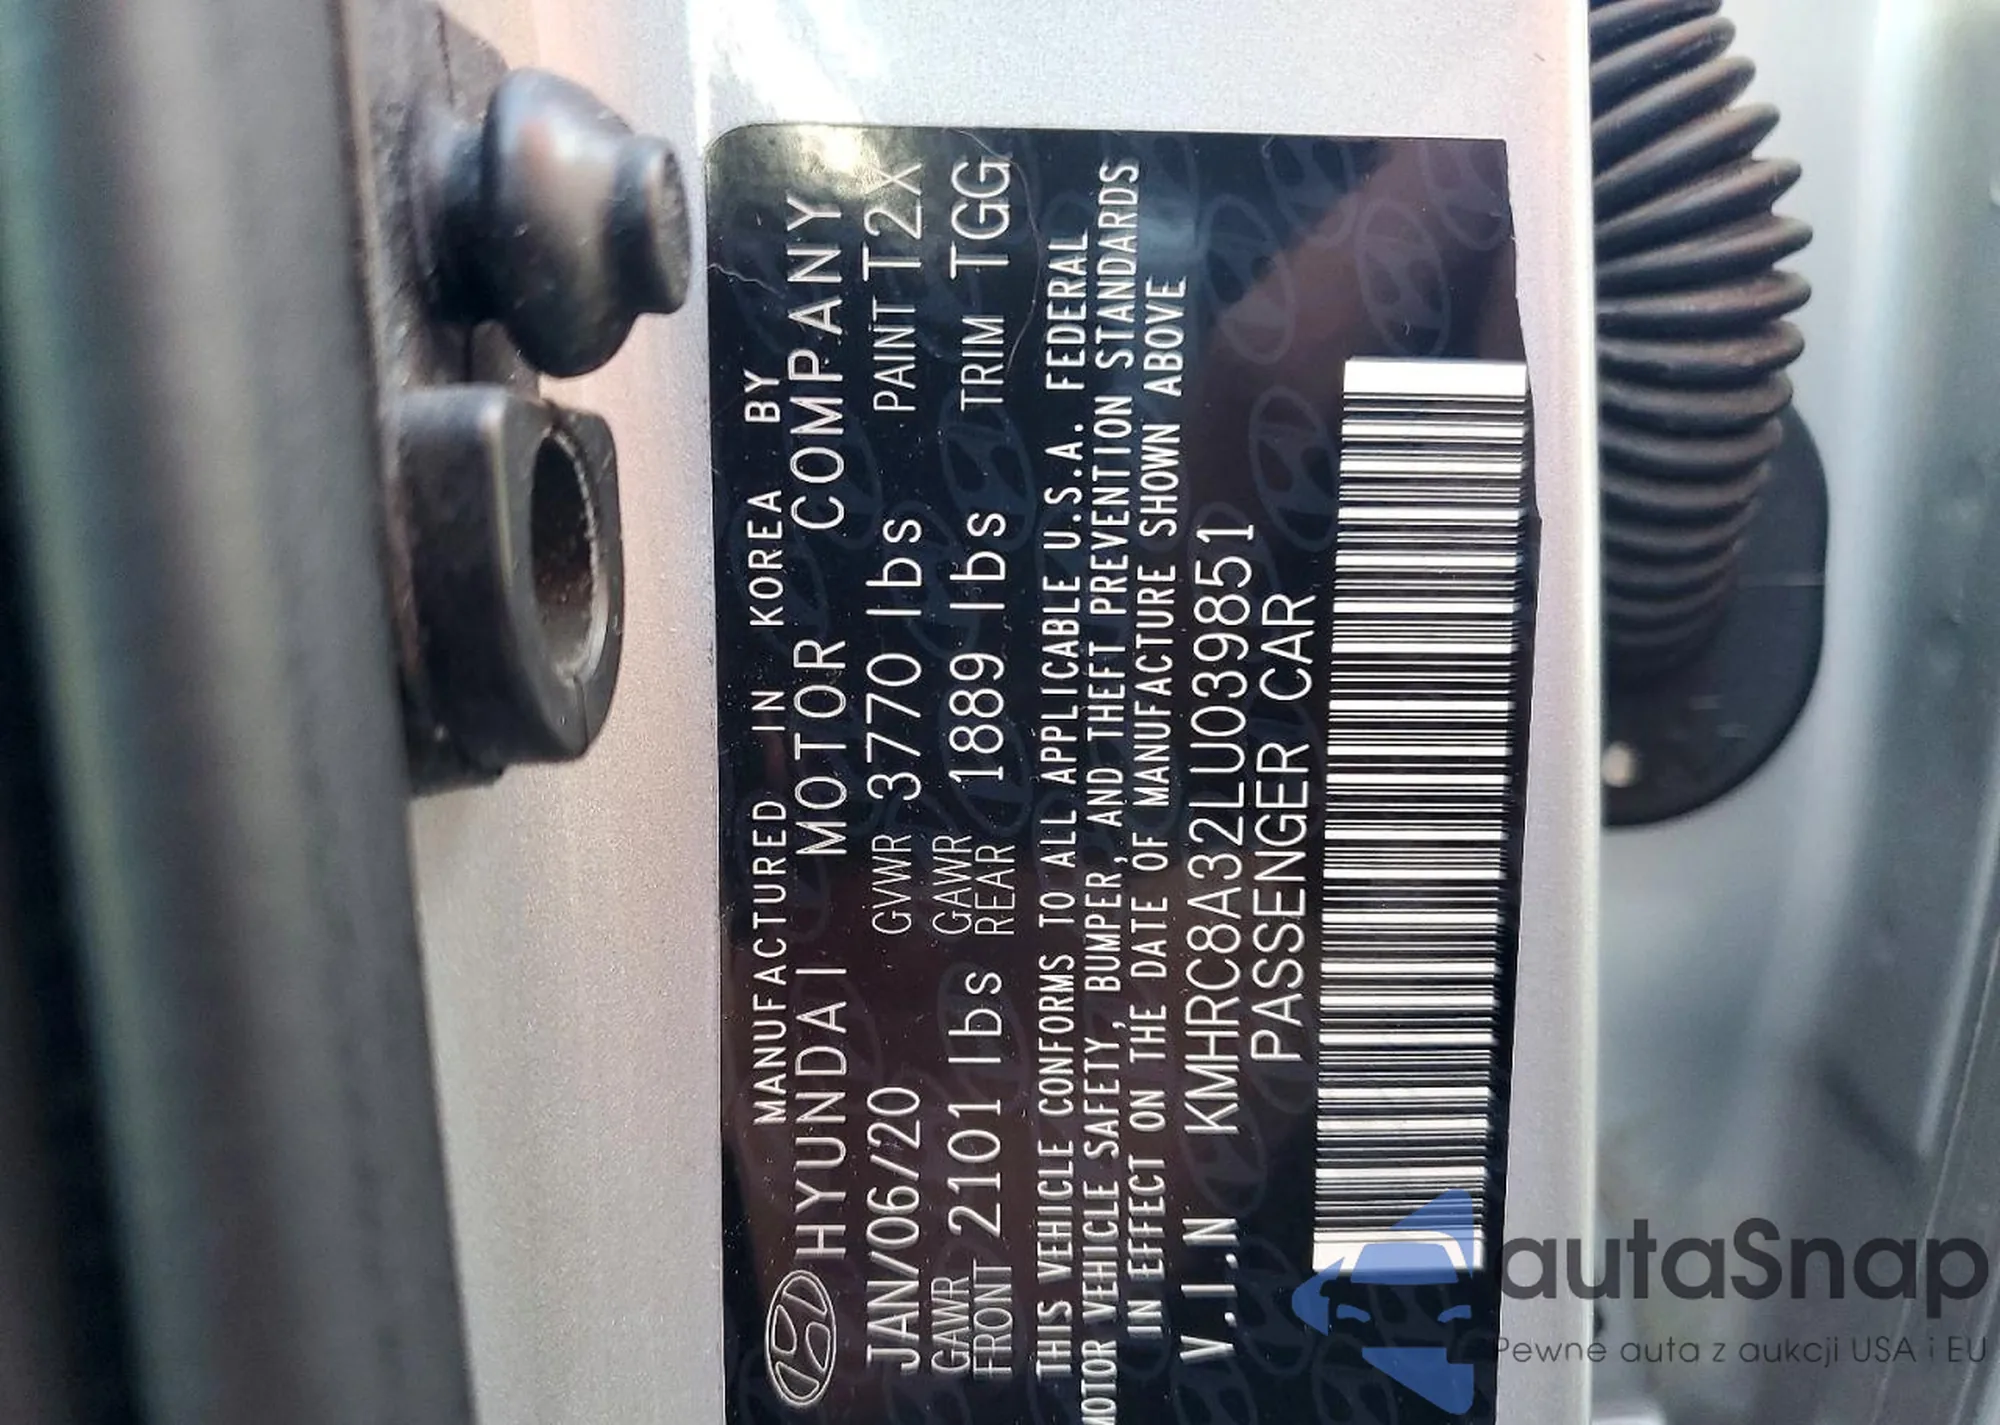 MANUFACTURED IN KOREA BY
HYUNDAI MOTOR COMPANY
JAN/06/20 GVWR 3770 lbs PAINT T2X
GAWR FRONT 2101 lbs GAWR REAR 1889 lbs TRIM TGG
THIS VEHICLE CONFORMS TO ALL APPLICABLE U.S.A. FEDERAL
MOTOR VEHICLE SAFETY, BUMPER, AND THEFT PREVENTION STANDARDS
IN EFFECT ON THE DATE OF MANUFACTURE SHOWN ABOVE
V.I.N KMHRC8A32LU039851
PASSENGER CAR
autaSnap
Pewne auta z aukcji USA i EU